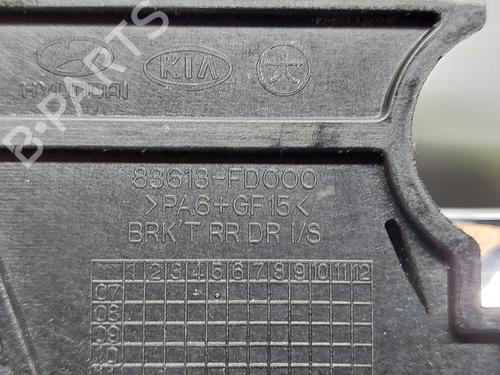 HYUNDAI
KIA
B-PARTS
83613-FD000
>PA6+GF15<
BRK'T RR DR I/S
1 2 3 4 5 6 7 8 9 10 11 12
07
08
09
10